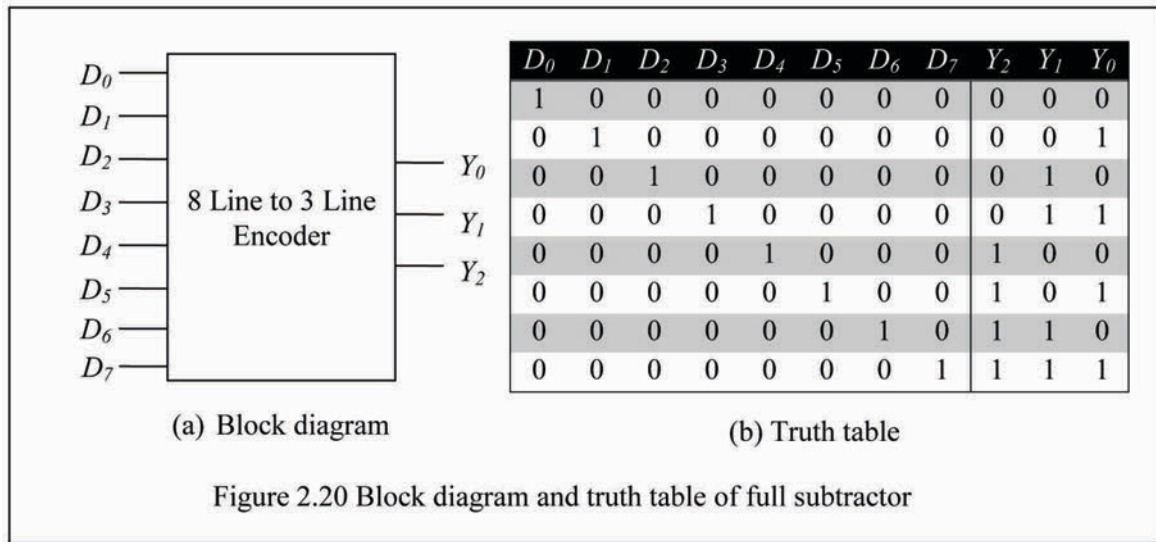 D0
D1
D2
D3
D4
D5
D6
D7
8 Line to 3 Line
Encoder
Y0
Y1
Y2
(a) Block diagram
D0 D1 D2 D3 D4 D5 D6 D7 Y2 Y1 Y0
1 0 0 0 0 0 0 0 0 0 0
0 1 0 0 0 0 0 0 0 0 1
0 0 1 0 0 0 0 0 0 1 0
0 0 0 1 0 0 0 0 0 1 1
0 0 0 0 1 0 0 0 1 0 0
0 0 0 0 0 1 0 0 1 0 1
0 0 0 0 0 0 1 0 1 1 0
0 0 0 0 0 0 0 1 1 1 1
(b) Truth table
Figure 2.20 Block diagram and truth table of full subtractor